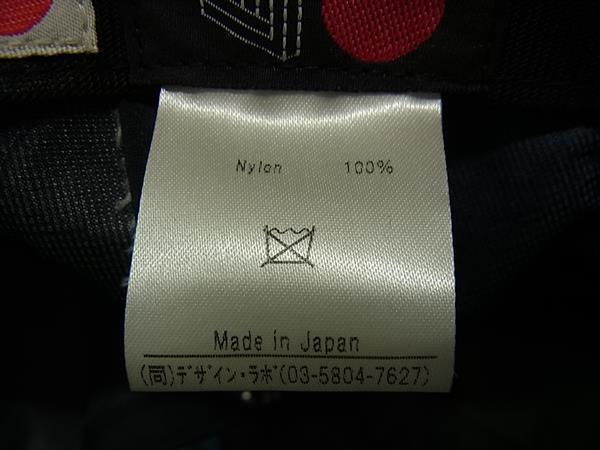 Nylon 100%
Made in Japan
(同)デザイン・ラボ(03-5804-7627)